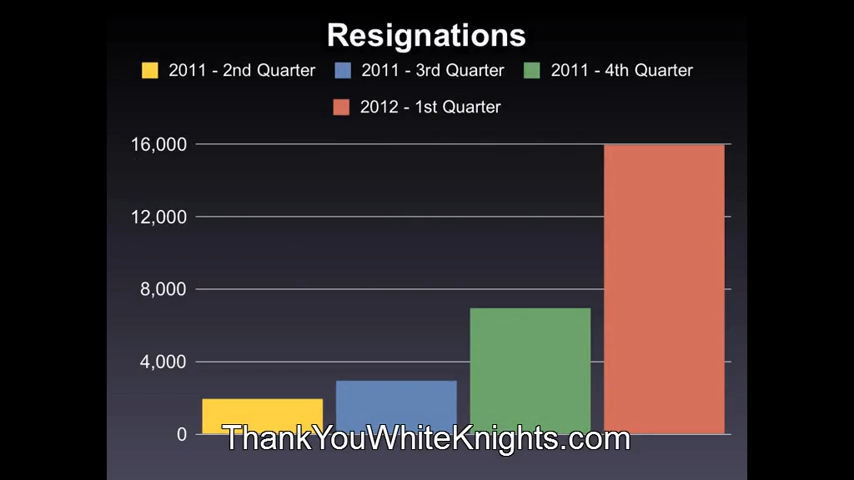 Resignations
2011 - 2nd Quarter 2011 - 3rd Quarter 2011 - 4th Quarter
2012 - 1st Quarter
16,000
12,000
8,000
4,000
0
ThankYouWhiteKnights.com